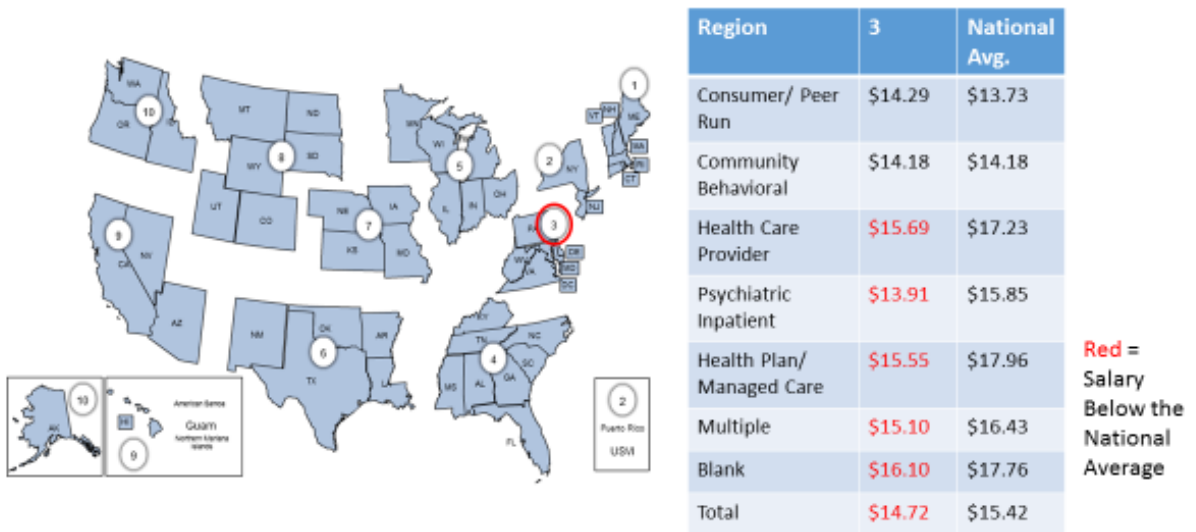 1
WA
MT
ND
MN
VT
NH
ME
10
OR
ID
WI
MA
8
SD
2
NY
RI
WY
5
CT
OH
IA
NE
UT
IL
IN
NJ
CO
7
3
PA
9
KS
MO
WV
DE
NV
VA
MD
CA
DC
KY
OK
NC
AZ
NM
AR
TN
6
4
SC
TX
MS
AL
GA
LA
FL
10
AK
HI
American Samoa
Guam
Northern Mariana
Islands
9
2
Puerto Rico
USVI
Region 3 National
Avg.
Consumer/ Peer $14.29 $13.73
Run
Community $14.18 $14.18
Behavioral
Health Care $15.69 $17.23
Provider
Psychiatric $13.91 $15.85
Inpatient
Health Plan/ $15.55 $17.96
Managed Care
Multiple $15.10 $16.43
Blank $16.10 $17.76
Total $14.72 $15.42
Red =
Salary
Below the
National
Average